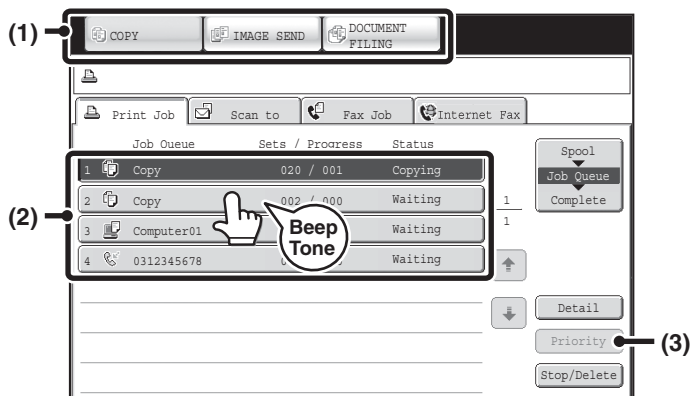 (1)
COPY
IMAGE SEND
DOCUMENT
FILING
Print Job
Scan to
Fax Job
Internet Fax
Job Queue Sets / Progress Status
1 Copy 020 / 001 Copying
2 Copy 002 / 000 Waiting
3 Computer01 Waiting
4 0312345678 Waiting
(2)
Beep
Tone
1
1
Spool
Job Queue
Complete
Detail
Priority
(3)
Stop/Delete